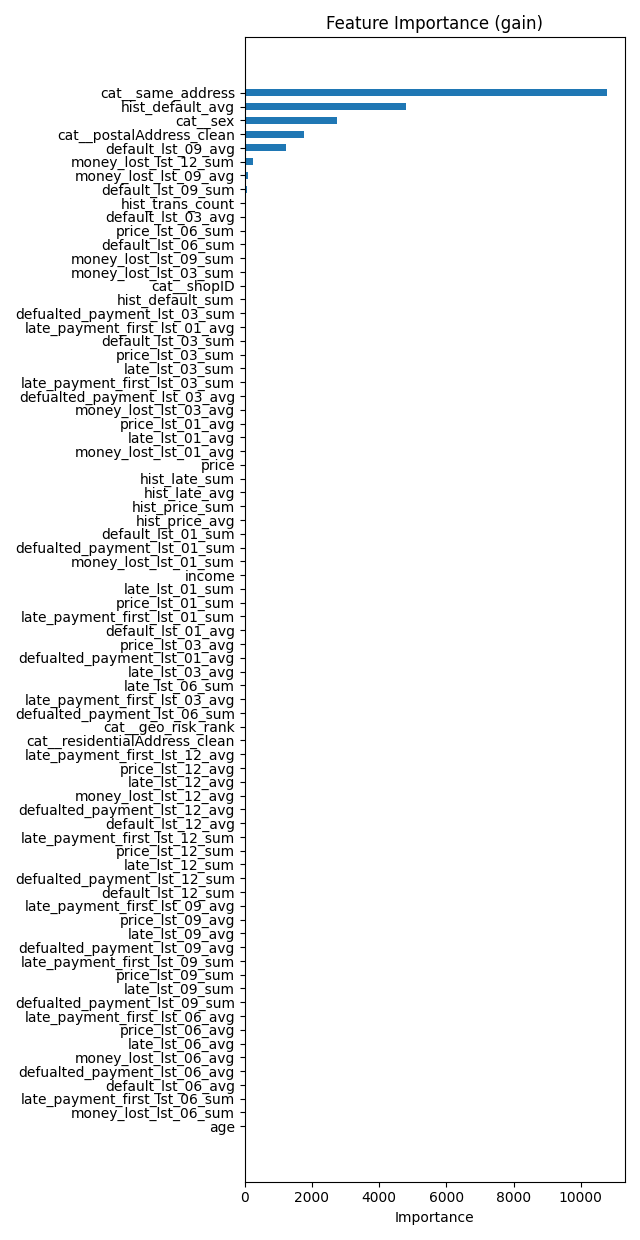 Feature Importance (gain)
cat__same_address
hist_default_avg
cat__sex
cat__postalAddress_clean
default_lst_09_avg
money_lost_lst_12_sum
money_lost_lst_09_avg
default_lst_09_sum
hist_trans_count
default_lst_03_avg
price_lst_06_sum
default_lst_06_sum
money_lost_lst_09_sum
money_lost_lst_03_sum
cat__shopID
hist_default_sum
defualted_payment_lst_03_sum
late_payment_first_lst_01_avg
default_lst_03_sum
price_lst_03_sum
late_lst_03_sum
late_payment_first_lst_03_sum
defualted_payment_lst_03_avg
money_lost_lst_03_avg
price_lst_01_avg
late_lst_01_avg
money_lost_lst_01_avg
price
hist_late_sum
hist_late_avg
hist_price_sum
hist_price_avg
default_lst_01_sum
defualted_payment_lst_01_sum
money_lost_lst_01_sum
income
late_lst_01_sum
price_lst_01_sum
late_payment_first_lst_01_sum
default_lst_01_avg
price_lst_03_avg
defualted_payment_lst_01_avg
late_lst_03_avg
late_lst_06_sum
late_payment_first_lst_03_avg
defualted_payment_lst_06_sum
cat__geo_risk_rank
cat__residentialAddress_clean
late_payment_first_lst_12_avg
price_lst_12_avg
late_lst_12_avg
money_lost_lst_12_avg
defualted_payment_lst_12_avg
default_lst_12_avg
late_payment_first_lst_12_sum
price_lst_12_sum
late_lst_12_sum
defualted_payment_lst_12_sum
default_lst_12_sum
late_payment_first_lst_09_avg
price_lst_09_avg
late_lst_09_avg
defualted_payment_lst_09_avg
late_payment_first_lst_09_sum
price_lst_09_sum
late_lst_09_sum
defualted_payment_lst_09_sum
late_payment_first_lst_06_avg
price_lst_06_avg
late_lst_06_avg
money_lost_lst_06_avg
defualted_payment_lst_06_avg
default_lst_06_avg
late_payment_first_lst_06_sum
money_lost_lst_06_sum
age
0 2000 4000 6000 8000 10000
Importance